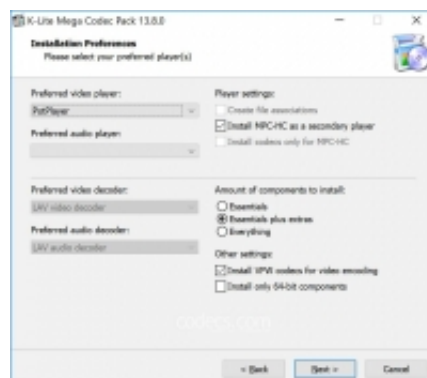 K-Lite Mega Codec Pack 13.8.0
Installation Preferences
Please select your preferred player(s)
Preferred video player:
PotPlayer
Preferred audio player:
Player settings:
Create file associations
Install MPC-HC as a secondary player
Install codecs only for MPC-HC
Preferred video decoder:
LAV video decoder
Preferred audio decoder:
LAV audio decoder
Amount of components to install:
Essentials
Essentials plus extras
Everything
Other settings:
Install VFW codecs for video encoding
Install only 64-bit components
codecs.com
< Back
Next >
Cancel